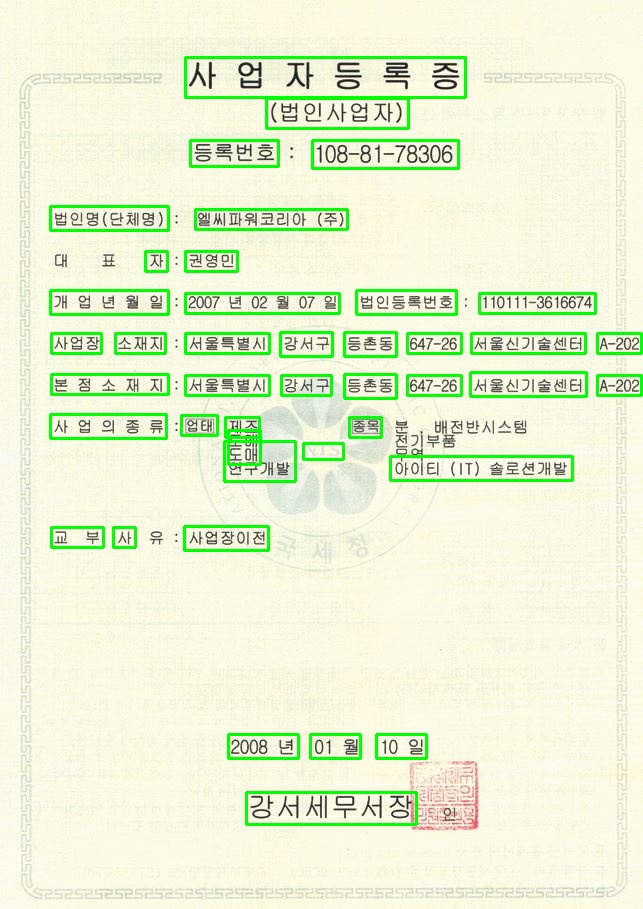 사 업 자 등 록 증
(법인사업자)
등록번호 : 108-81-78306
법인명(단체명) : 엘씨파워코리아 (주)
대 표 자 : 권영민
개 업 년 월 일 : 2007 년 02 월 07 일 법인등록번호 : 110111-3616674
사업장 소재지 : 서울특별시 강서구 등촌동 647-26 서울신기술센터 A-202
본 점 소 재 지 : 서울특별시 강서구 등촌동 647-26 서울신기술센터 A-202
사 업 의 종 류 : 업태 제조 종목 분 . 배전반시스템
도매 전기부품
도매 무역
연구개발 아이티 (IT) 솔로션개발
교 부 사 유 : 사업장이전
국세청
2008 년 01 월 10 일
강서세무서장 인